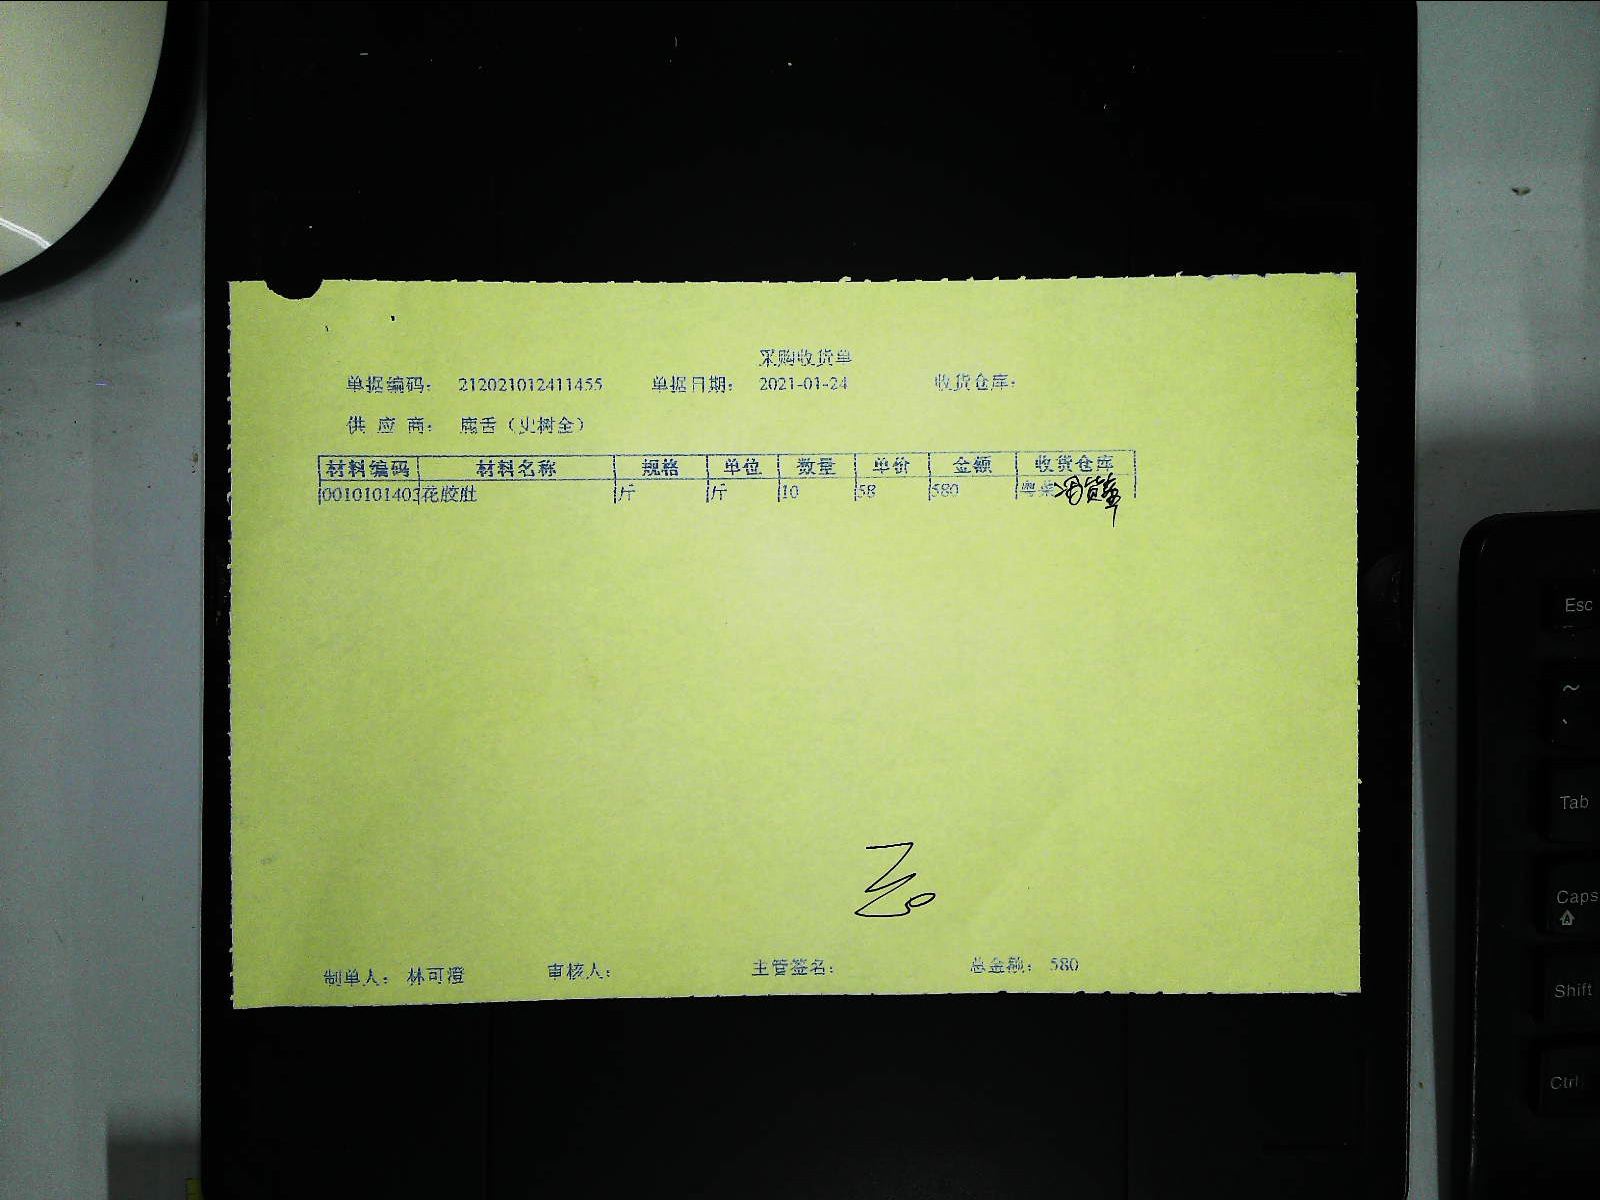 采购收货单
单据编码： 212021012411455 单据日期： 2021-01-24 收货仓库：
供 应 商： 鹿舌（史树全）
材料编码 材料名称 规格 单位 数量 单价 金额 收货仓库
0010101403 花胶肚 斤 斤 10 58 580 粤菜
制单人： 林可澄 审核人： 主管签名： 总金额： 580
Esc
~
Tab
Caps
Shift
Ctrl